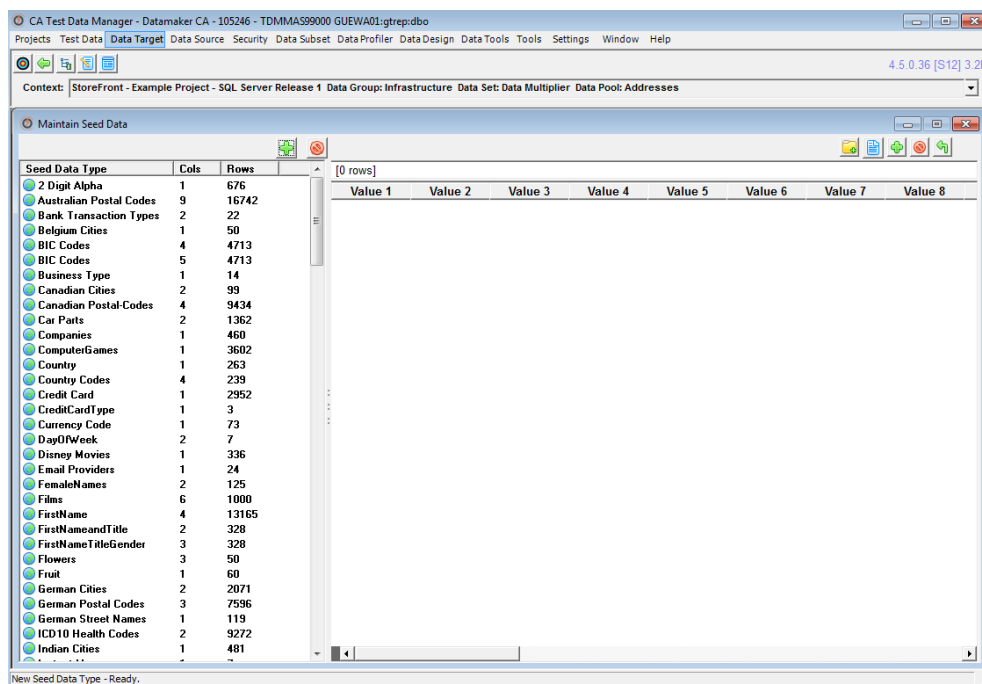 CA Test Data Manager - Datamaker CA - 105246 - TDMMAS99000 GUEWA01:gtrep:dbo
Projects Test Data Data Target Data Source Security Data Subset DataProfiler DataDesign DataTools Tools Settings Window Help
4.5.0.36 [S12] 3.2
Context: StoreFront - Example Project - SQL Server Release 1 Data Group: Infrastructure Data Set: Data Multiplier Data Pool: Addresses
Maintain Seed Data
Seed Data Type Cols Rows
[0 rows]
Value 1 Value 2 Value 3 Value 4 Value 5 Value 6 Value 7 Value 8
2 Digit Alpha 1 676
Australian Postal Codes 9 16742
Bank Transaction Types 2 22
Belgium Cities 1 50
BIC Codes 4 4713
BIC Codes 5 4713
Business Type 1 14
Canadian Cities 2 99
Canadian Postal-Codes 4 9434
Car Parts 2 1362
Companies 1 460
ComputerGames 1 3602
Country 1 263
Country Codes 4 239
Credit Card 1 2952
CreditCardType 1 3
Currency Code 1 73
DayOfWeek 2 7
Disney Movies 1 336
Email Providers 1 24
FemaleNames 2 125
Films 6 1000
FirstName 4 13165
FirstNameandTitle 2 328
FirstNameTitleGender 3 328
Flowers 3 50
Fruit 1 60
German Cities 2 2071
German Postal Codes 3 7596
German Street Names 1 119
ICD10 Health Codes 2 9272
Indian Cities 1 481
New Seed Data Type - Ready.